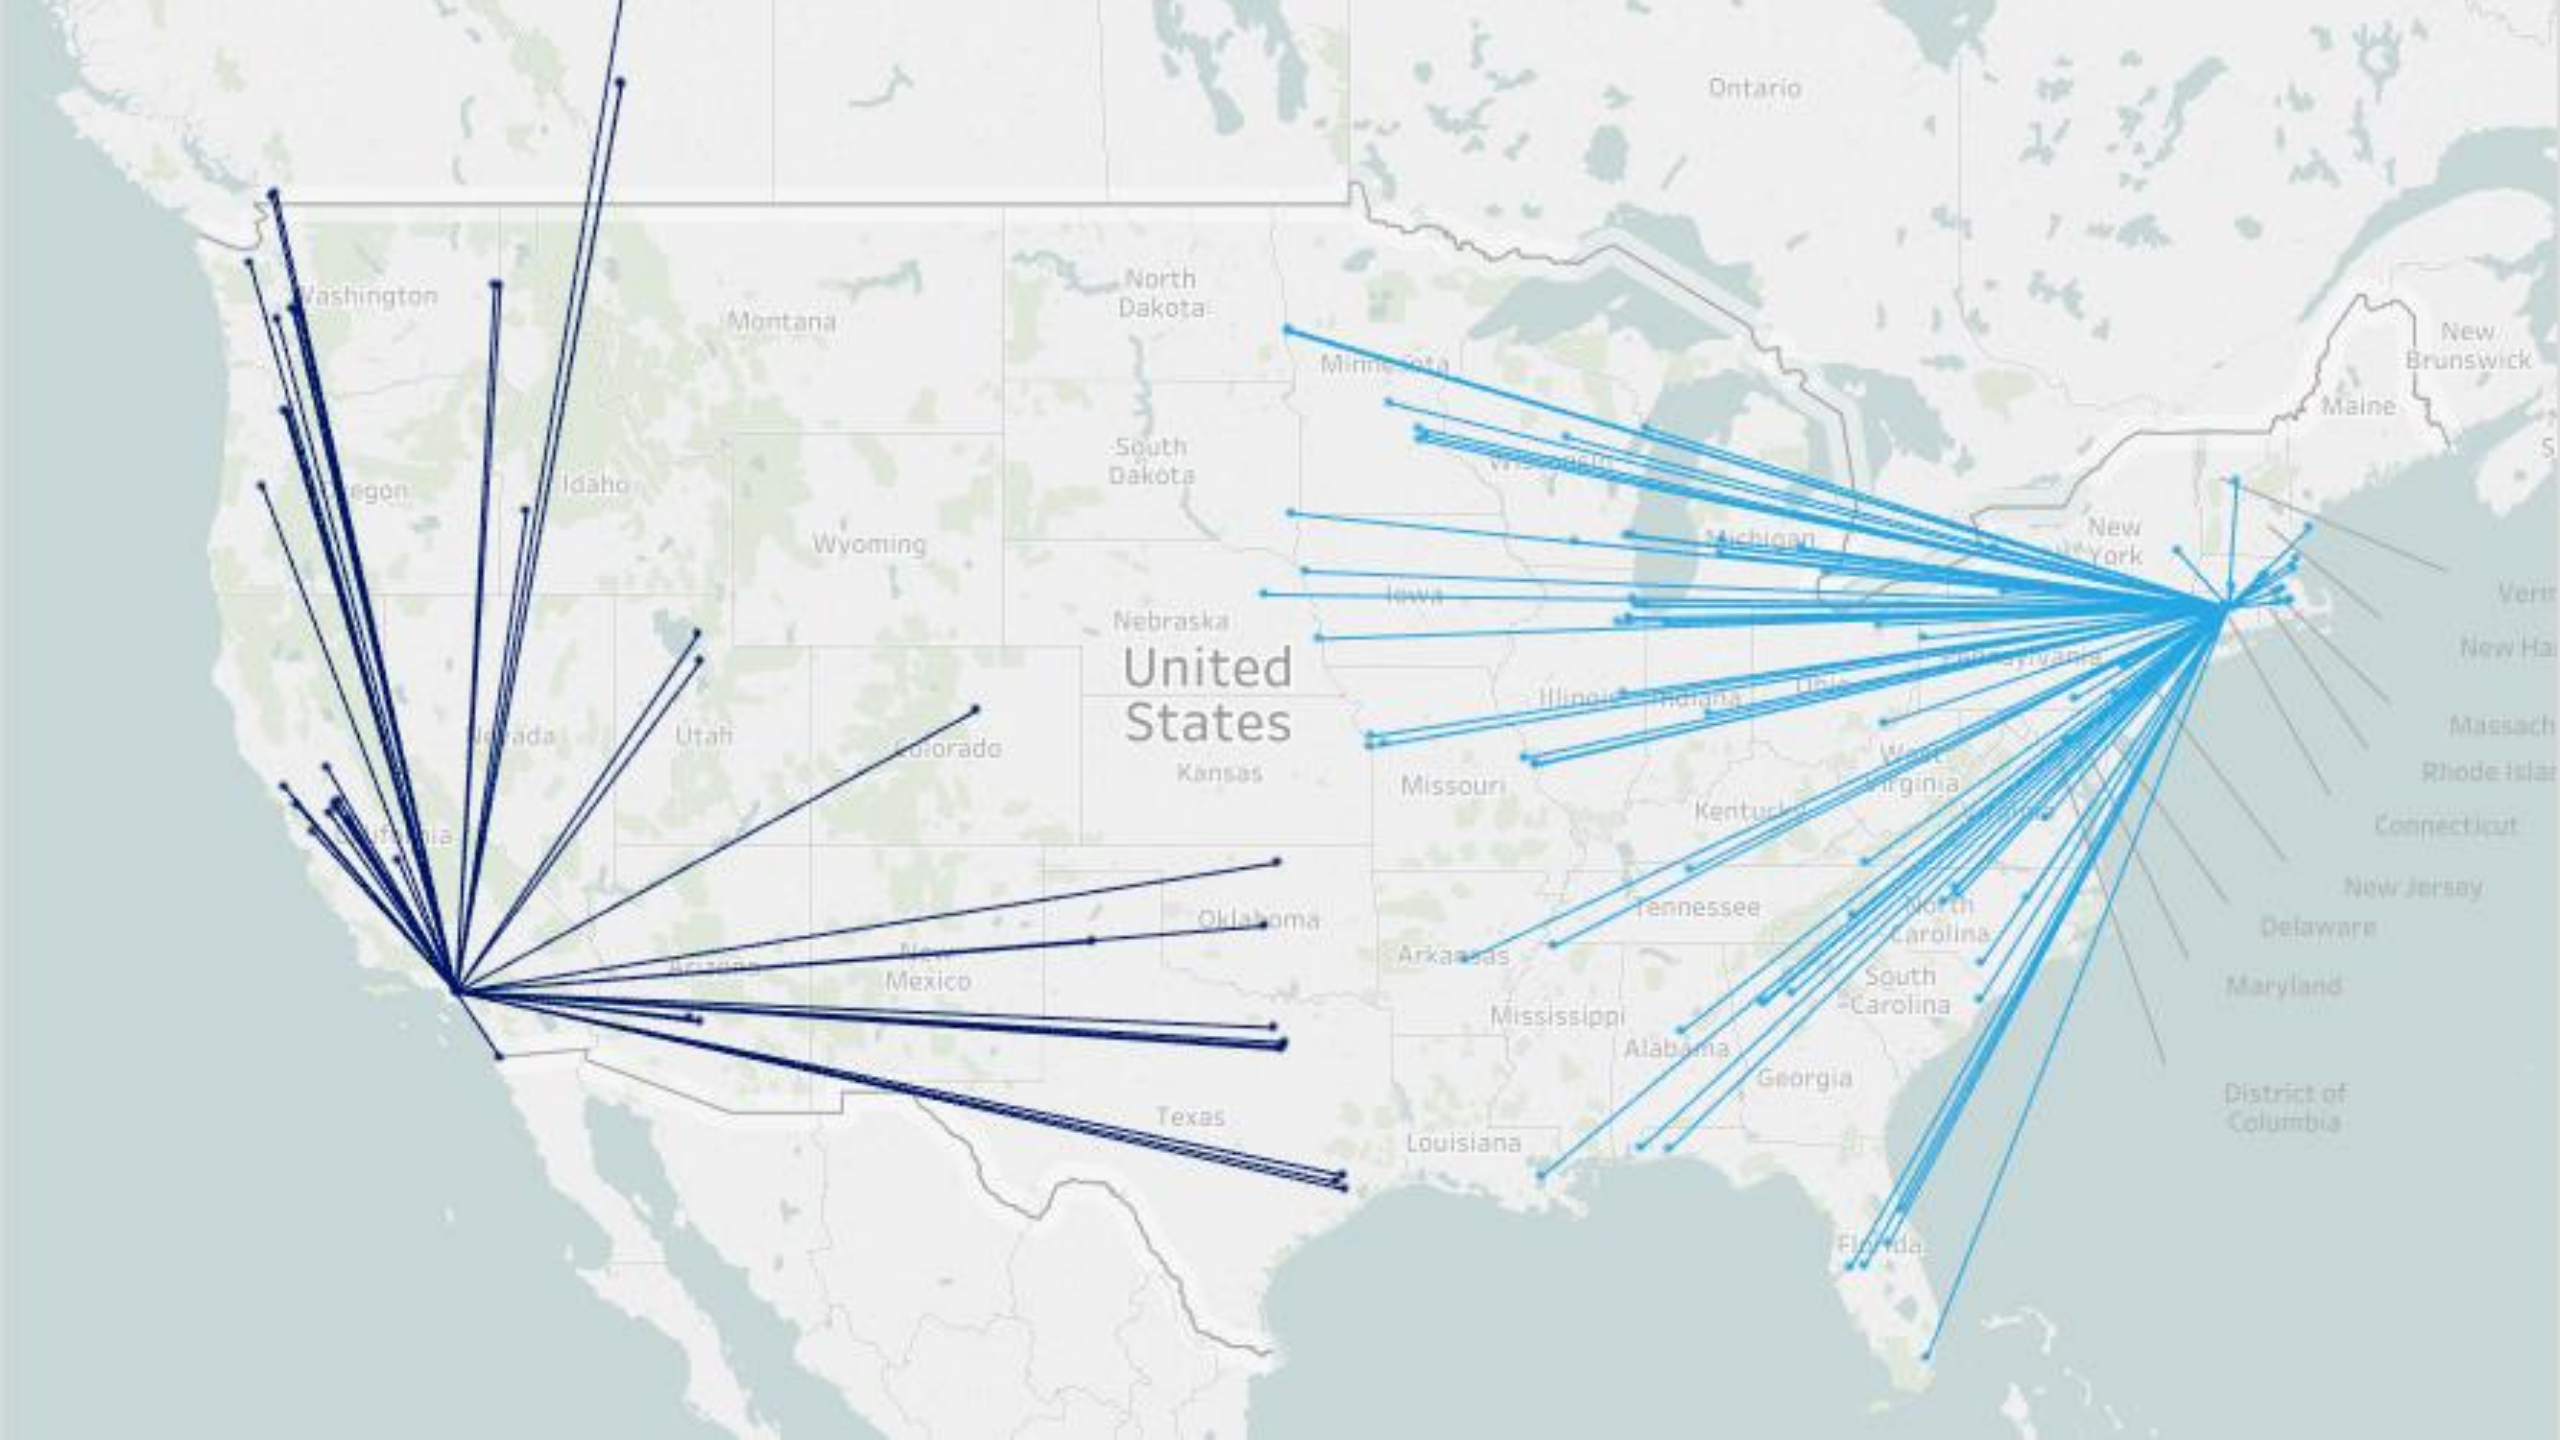 Ontario
Washington
North
Dakota
Montana
New
Brunswick
Minnesota
Maine
South
Dakota
Wisconsin
Oregon
Idaho
New
York
Michigan
Wyoming
Iowa
Verm
Nebraska
New Ha
United
States
Pennsylvania
Illinois
Indiana
Ohio
Nevada
Utah
Colorado
Massach
Kansas
West
Virginia
Missouri
Rhode Islan
Kentucky
Virginia
California
Connecticut
New Jersey
Tennessee
North
Carolina
Oklahoma
Delaware
Arizona
New
Mexico
Arkansas
South
Carolina
Maryland
Mississippi
Alabama
Georgia
District of
Columbia
Texas
Louisiana
Florida